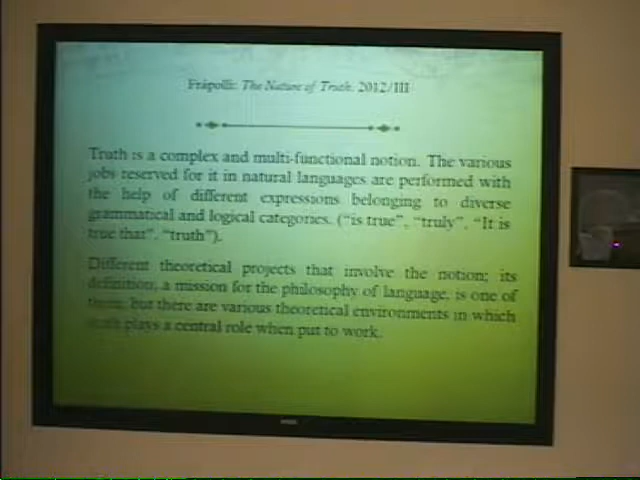 Frápolli: The Nature of Truth. 2012/III
Truth is a complex and multi-functional notion. The various
jobs reserved for it in natural languages are performed with
the help of different expressions belonging to diverse
grammatical and logical categories. ("is true", "truly", "It is
true that", "truth").
Different theoretical projects that involve the notion; its
definition, a mission for the philosophy of language, is one of
them; but there are various theoretical environments in which
truth plays a central role when put to work.